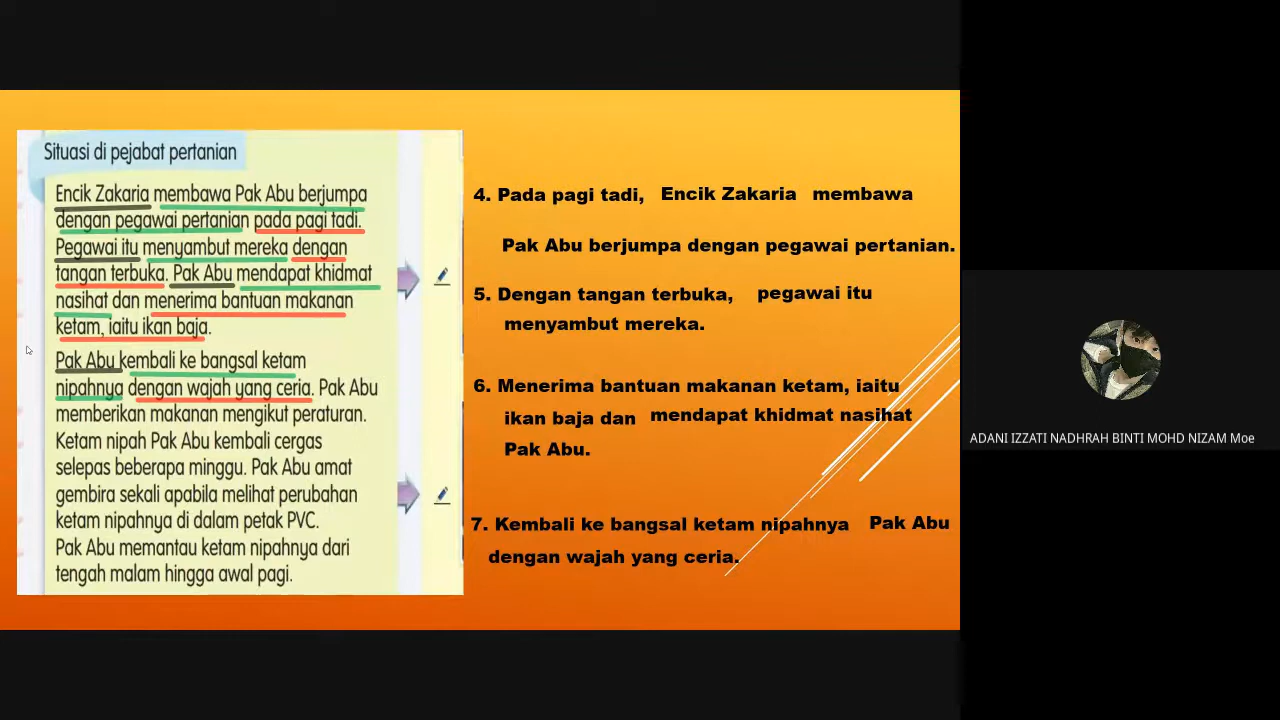 Situasi di pejabat pertanian
Encik Zakaria membawa Pak Abu berjumpa
dengan pegawai pertanian pada pagi tadi.
Pegawai itu menyambut mereka dengan
tangan terbuka. Pak Abu mendapat khidmat
nasihat dan menerima bantuan makanan
ketam, iaitu ikan baja.
Pak Abu kembali ke bangsal ketam
nipahnya dengan wajah yang ceria. Pak Abu
memberikan makanan mengikut peraturan.
Ketam nipah Pak Abu kembali cergas
selepas beberapa minggu. Pak Abu amat
gembira sekali apabila melihat perubahan
ketam nipahnya di dalam petak PVC.
Pak Abu memantau ketam nipahnya dari
tengah malam hingga awal pagi.
4. Pada pagi tadi, Encik Zakaria membawa
Pak Abu berjumpa dengan pegawai pertanian.
5. Dengan tangan terbuka, pegawai itu
menyambut mereka.
6. Menerima bantuan makanan ketam, iaitu
ikan baja dan mendapat khidmat nasihat
Pak Abu.
7. Kembali ke bangsal ketam nipahnya Pak Abu
dengan wajah yang ceria.
ADANI IZZATI NADHRAH BINTI MOHD NIZAM Moe